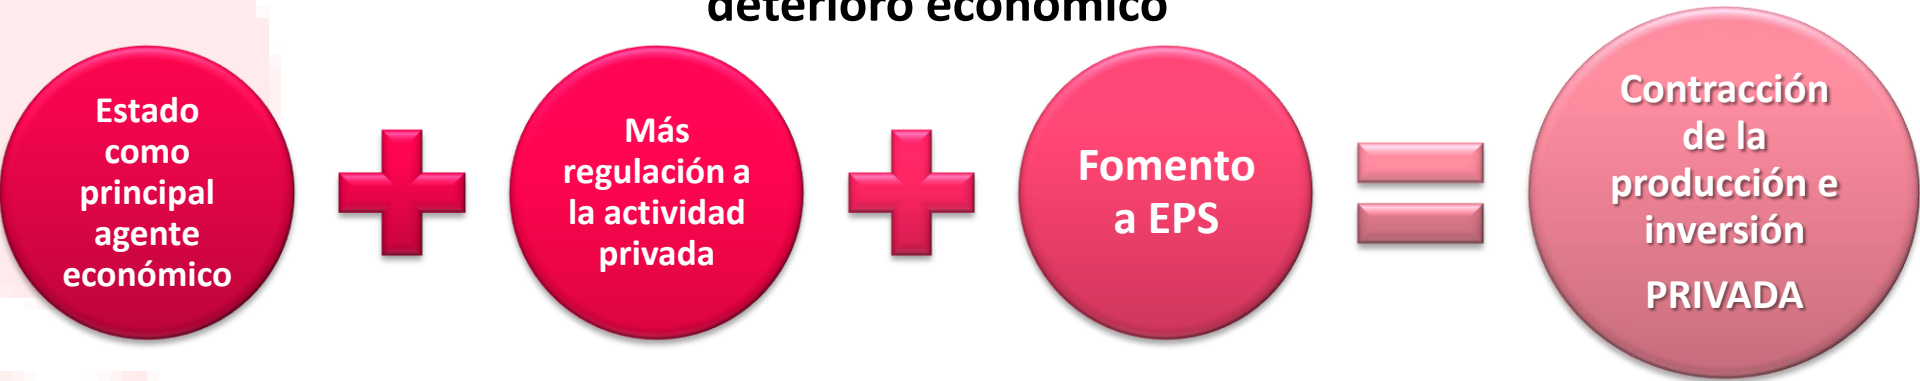 deterioro económico
Estado
como
principal
agente
económico
Más
regulación a
la actividad
privada
Fomento
a EPS
Contracción
de la
producción e
inversión
PRIVADA